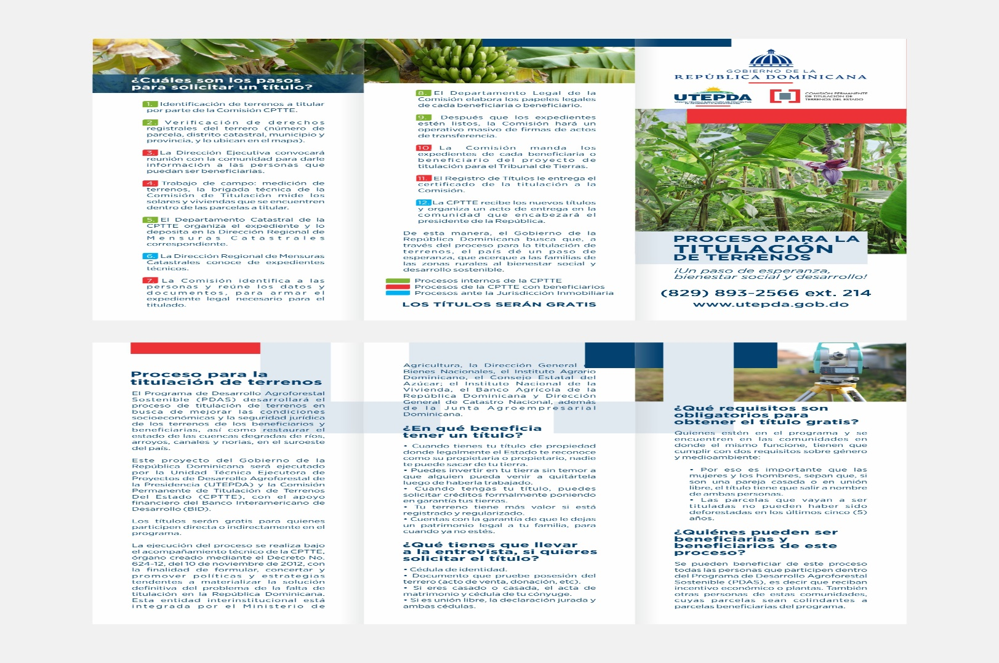 ¿Cuáles son los pasos
para solicitar un título?
1. Identificación de terrenos a titular
por parte de la Comisión CPTTE.
2. Verificación de derechos
registrales del terrero (número de
parcela, distrito catastral, municipio y
provincia, y lo ubican en el mapa).
3. La Dirección Ejecutiva convocará
reunión con la comunidad para darle
información a las personas que
puedan ser beneficiarias.
4. Trabajo de campo: medición de
terrenos, la brigada técnica de la
Comisión de Titulación mide los
solares y viviendas que se encuentren
dentro de las parcelas a titular.
5. El Departamento Catastral de la
CPTTE organiza el expediente y lo
deposita en la Dirección Regional de
Mensuras Catastrales
correspondiente.
6. La Dirección Regional de Mensuras
Catastrales conoce de expedientes
técnicos.
7. La Comisión identifica a las
personas y reúne los datos y
documentos, para armar el
expediente legal necesario para el
titulado.
8. El Departamento Legal de la
Comisión elabora los papeles legales
de cada beneficiaria o beneficiario.
9. Después que los expedientes
estén listos, la Comisión hará un
operativo masivo de firmas de actos
de transferencia.
10. La Comisión manda los
expedientes de cada beneficiaria o
beneficiario del proyecto de
titulación para el Tribunal de Tierras.
11. El Registro de Títulos le entrega el
certificado de la titulación a la
Comisión.
12. La CPTTE recibe los nuevos títulos
y organiza un acto de entrega en la
comunidad que encabezará el
presidente de la República.
De esta manera, el Gobierno de la
República Dominicana busca que, a
través del proceso para la titulación de
terrenos, el país dé un paso de
esperanza, que acerque a las familias de
las zonas rurales al bienestar social y
desarrollo sostenible.
Procesos internos de la CPTTE
Procesos de la CPTTE con beneficiarios
Procesos ante la Jurisdicción Inmobiliaria
LOS TÍTULOS SERÁN GRATIS
GOBIERNO DE LA
REPÚBLICA DOMINICANA
UTEPDA
COMISIÓN PERMANENTE
DE TITULACIÓN DE
TERRENOS DEL ESTADO
PROCESO PARA LA
TITULACIÓN
DE TERRENOS
¡Un paso de esperanza,
bienestar social y desarrollo!
(829) 893-2566 ext. 214
www.utepda.gob.do
Proceso para la
titulación de terrenos
El Programa de Desarrollo Agroforestal
Sostenible (PDAS) desarrollará el
proceso de titulación de terrenos en
busca de mejorar las condiciones
socioeconómicas y la seguridad jurídica
de los terrenos de los beneficiarios y
beneficiarias, así como restaurar el
estado de las cuencas degradas de ríos,
arroyos, canales y norias, en el suroeste
del país.
Este proyecto del Gobierno de la
República Dominicana será ejecutado
por la Unidad Técnica Ejecutora de
Proyectos de Desarrollo Agroforestal de
la Presidencia (UTEPDA) y la Comisión
Permanente de Titulación de Terrenos
Del Estado (CPTTE), con el apoyo
financiero del Banco Interamericano de
Desarrollo (BID).
Los títulos serán gratis para quienes
participen directa o indirectamente en el
programa.
La ejecución del proceso se realiza bajo
el acompañamiento técnico de la CPTTE,
órgano creado mediante el Decreto No.
624-12, del 10 de noviembre de 2012, con
la finalidad de formular, concertar y
promover políticas y estrategias
tendentes a materializar la solución
definitiva del problema de la falta de
titulación en la República Dominicana.
Esta entidad interinstitucional está
integrada por el Ministerio de
Agricultura, la Dirección General
Bienes Nacionales, el Instituto Agrario
Dominicano, el Consejo Estatal del
Azúcar; el Instituto Nacional de la
Vivienda, el Banco Agrícola de la
República Dominicana y Dirección
General de Catastro Nacional, además
de la Junta Agroempresarial
Dominicana.
¿En qué beneficia
tener un título?
• Cuando tienes tu título de propiedad
donde legalmente el Estado te reconoce
como su propietaria o propietario, nadie
te puede sacar de tu tierra.
• Puedes invertir en tu tierra sin temor a
que alguien pueda venir a quitártela
luego de haberla trabajado.
• Cuando tengas tu título, puedes
solicitar créditos formalmente poniendo
en garantía tus tierras.
• Tu terreno tiene más valor si está
registrado y regularizado.
• Cuentas con la garantía de que le dejas
un patrimonio legal a tu familia, para
cuando ya no estés.
¿Qué tienes que llevar
a la entrevista, si quieres
solicitar el título?
• Cédula de identidad.
• Documento que pruebe posesión del
terrero (acto de venta, donación, etc).
• Si eres casado o casada, el acta de
matrimonio y cédula de tu cónyuge.
• Si es unión libre, la declaración jurada y
ambas cédulas.
¿Qué requisitos son
obligatorios para
obtener el título gratis?
Quienes estén en el programa y se
encuentren en las comunidades en
donde el mismo funcione, tienen que
cumplir con dos requisitos sobre género
y medioambiente:
• Por eso es importante que las
mujeres y los hombres, sepan que, si
son una pareja casada o en unión
libre, el título tiene que salir a nombre
de ambas personas.
• Las parcelas que vayan a ser
tituladas no pueden haber sido
deforestadas en los últimos cinco (5)
años.
¿Quiénes pueden ser
beneficiarias y
beneficiarios de este
proceso?
Se pueden beneficiar de este proceso
todas las personas que participen dentro
del Programa de Desarrollo Agroforestal
Sostenible (PDAS), es decir que reciban
incentivo económico o plantas. También
otras personas de estas comunidades,
cuyas parcelas sean colindantes a
parcelas beneficiarias del programa.